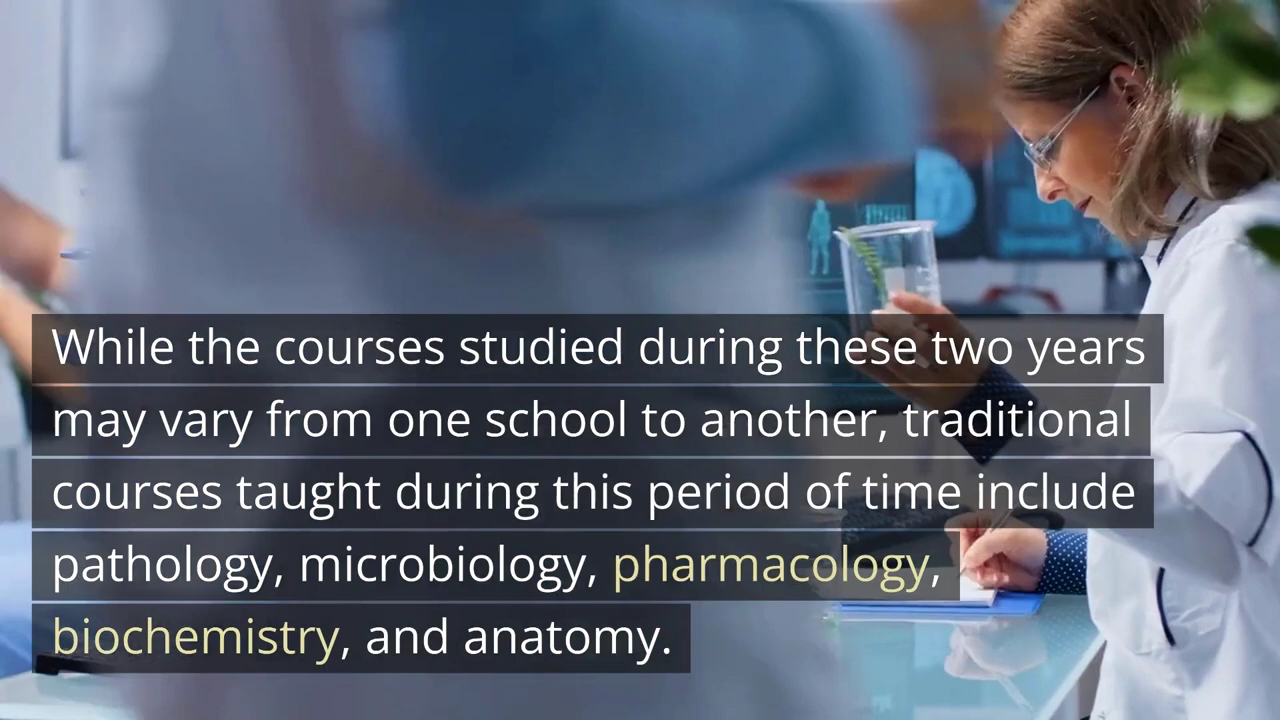 While the courses studied during these two years
may vary from one school to another, traditional
courses taught during this period of time include
pathology, microbiology, pharmacology,
biochemistry, and anatomy.